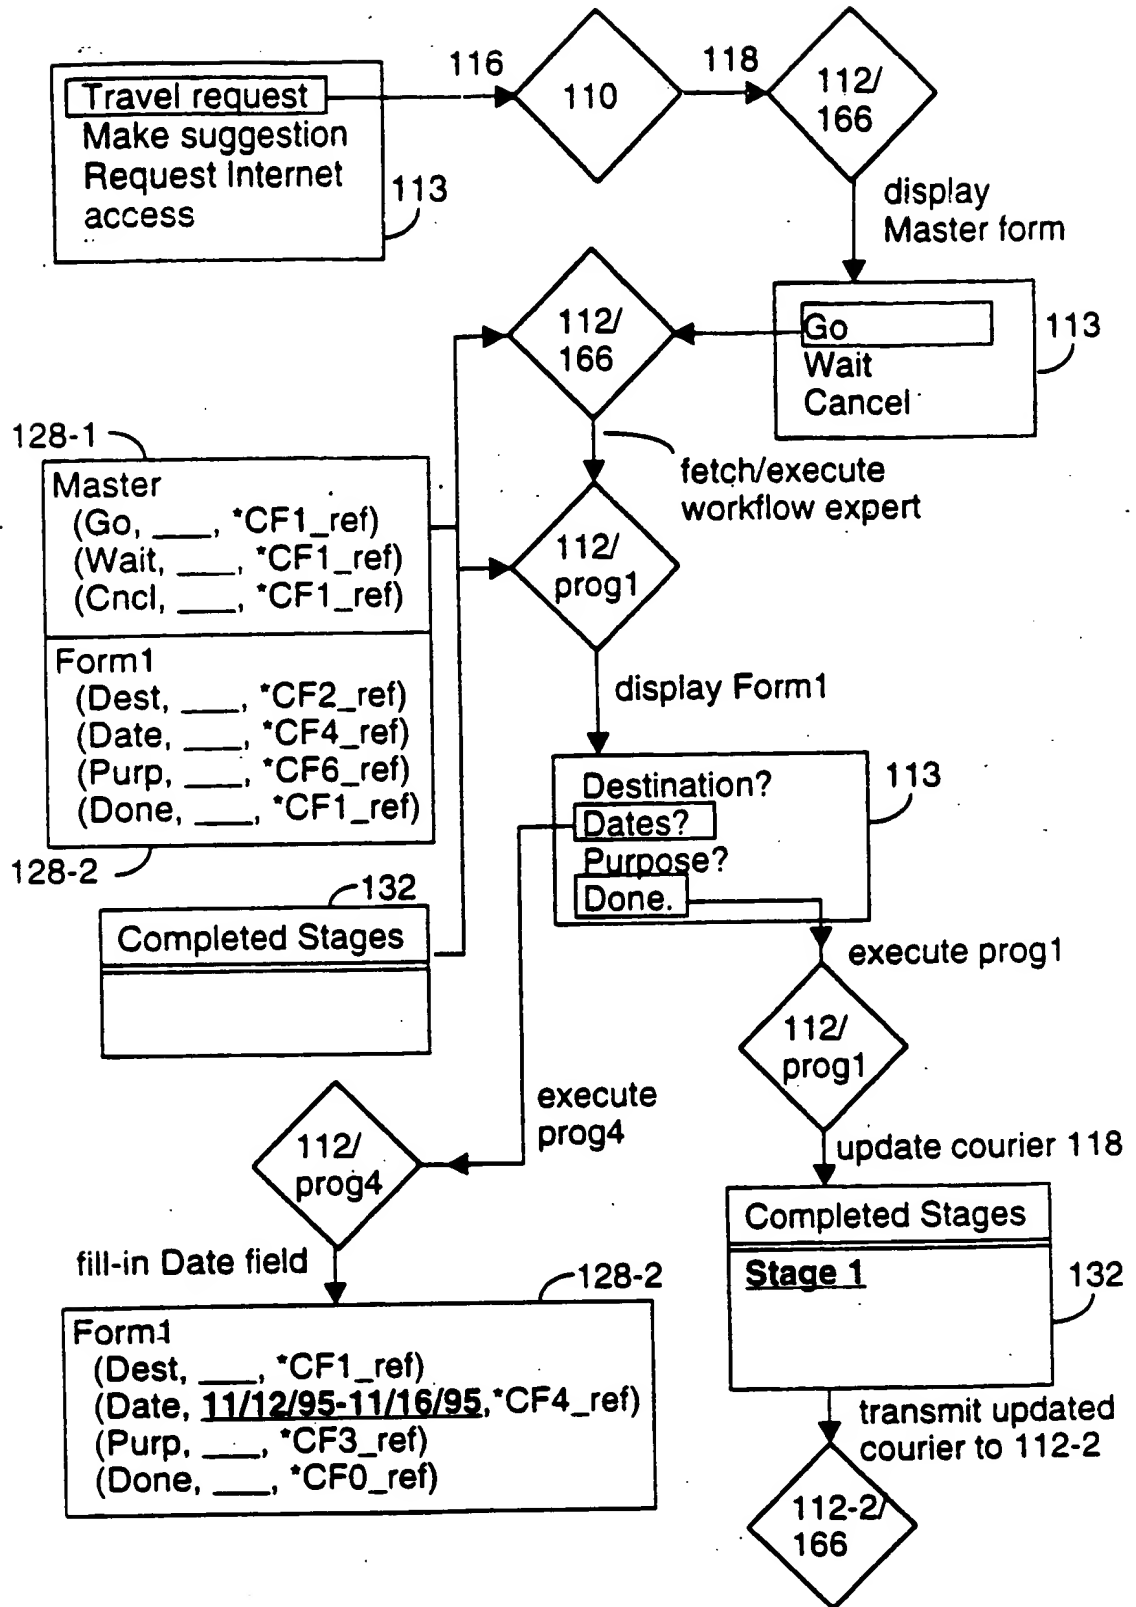 116
110
118
112/
166
Travel request
Make suggestion
Request Internet
access
113
display
Master form
112/
166
Go
Wait
Cancel
113
fetch/execute
workflow expert
128-1
Master
(Go, ___, *CF1_ref)
(Wait, ___, *CF1_ref)
(Cncl, ___, *CF1_ref)
Form1
(Dest, ___, *CF2_ref)
(Date, ___, *CF4_ref)
(Purp, ___, *CF6_ref)
(Done, ___, *CF1_ref)
128-2
112/
prog1
display Form1
Destination?
Dates?
Purpose?
Done.
113
132
Completed Stages
execute prog1
112/
prog1
execute
prog4
112/
prog4
update courier 118
Completed Stages
Stage 1
132
fill-in Date field
128-2
Form1
(Dest, ___, *CF1_ref)
(Date, 11/12/95-11/16/95, *CF4_ref)
(Purp, ___, *CF3_ref)
(Done, ___, *CF0_ref)
transmit updated
courier to 112-2
112-2/
166